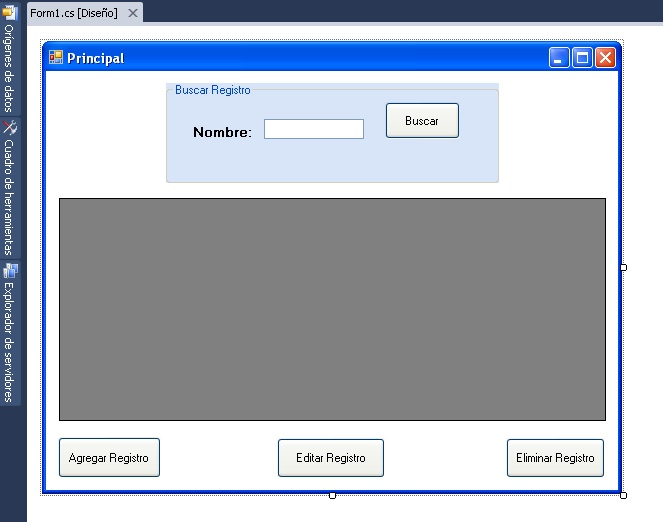 Form1.cs [Diseño]
Orígenes de datos
Cuadro de herramientas
Explorador de servidores
Principal
Buscar Registro
Nombre:
Buscar
Agregar Registro
Editar Registro
Eliminar Registro